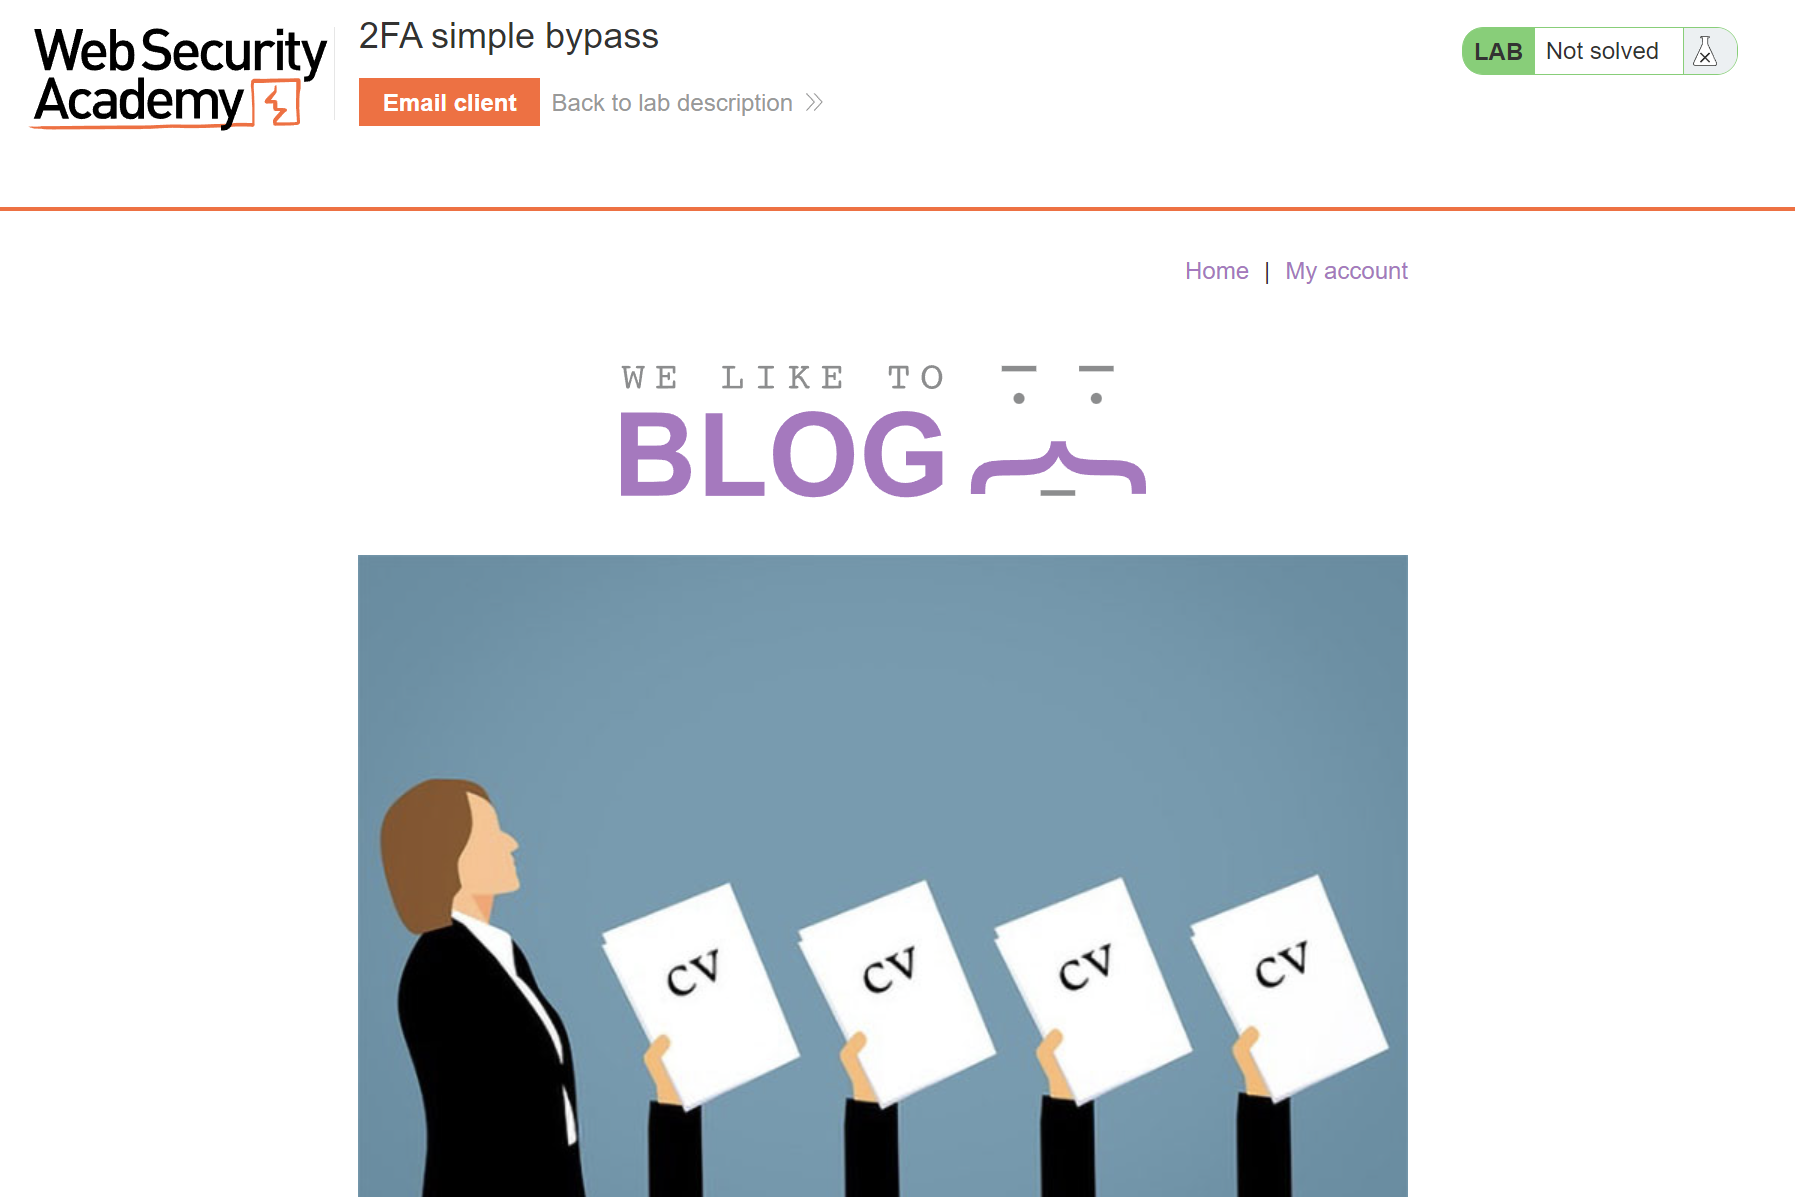 Web Security
Academy
2FA simple bypass
Email client
Back to lab description
LAB
Not solved
Home | My account
WE LIKE TO
BLOG
CV
CV
CV
CV